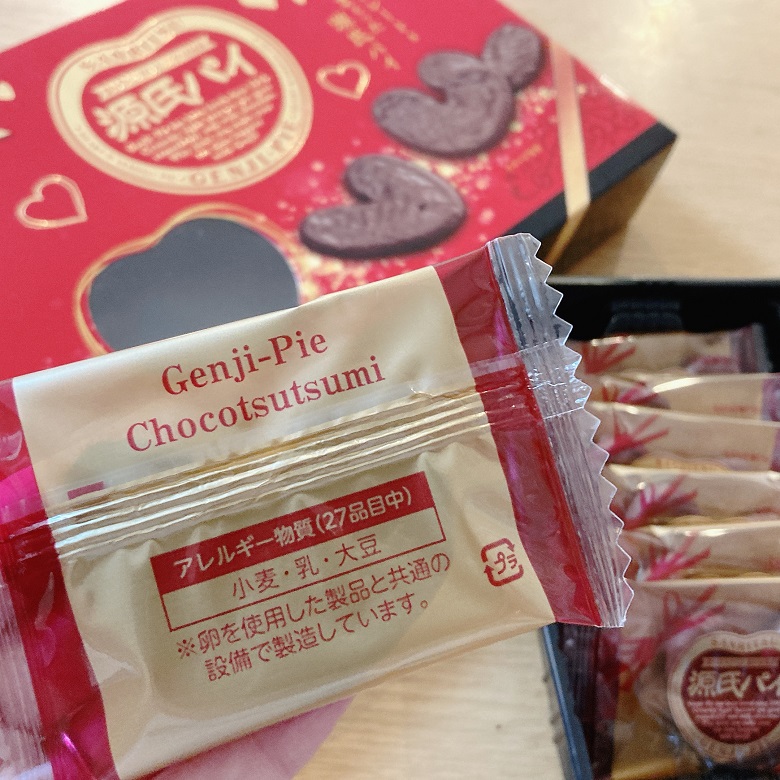 源氏パイ
GENJI-PIE
Genji-Pie
Chocotsutsumi
アレルギー物質(27品目中)
小麦・乳・大豆
※卵を使用した製品と共通の
設備で製造しています。
プラ
源氏パイ